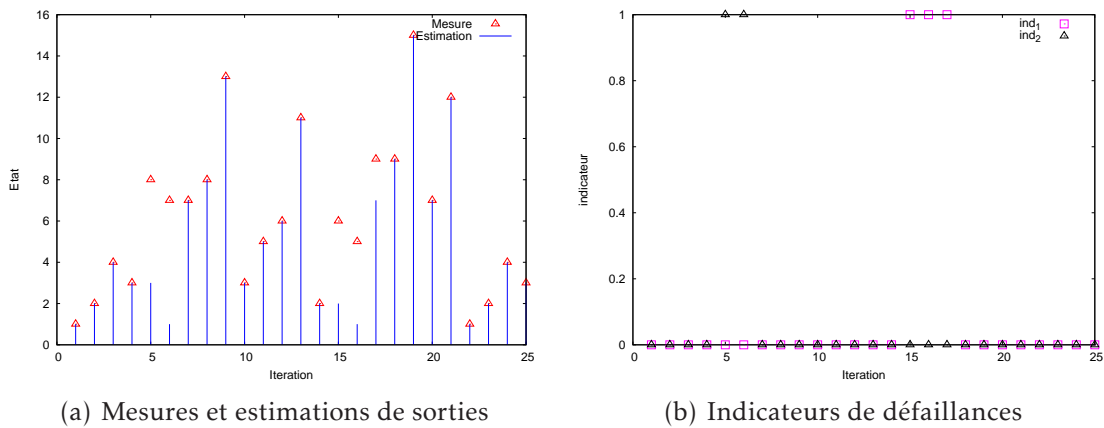 16
14
12
10
8
6
4
2
0
Etat
0 5 10 15 20 25
Iteration
Mesure
Estimation
(a) Mesures et estimations de sorties
1
0.8
0.6
0.4
0.2
0
indicateur
0 5 10 15 20 25
Iteration
ind1
ind2
(b) Indicateurs de défaillances